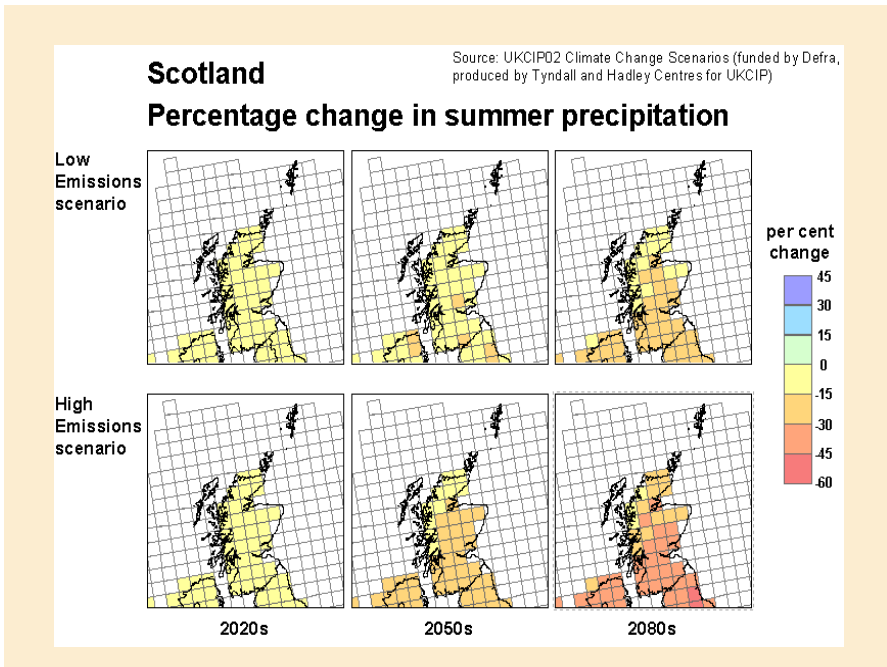 Scotland
Source: UKCIP02 Climate Change Scenarios (funded by Defra,
produced by Tyndall and Hadley Centres for UKCIP)
Percentage change in summer precipitation
Low
Emissions
scenario
per cent
change
45
30
15
0
-15
-30
-45
-60
High
Emissions
scenario
2020s
2050s
2080s